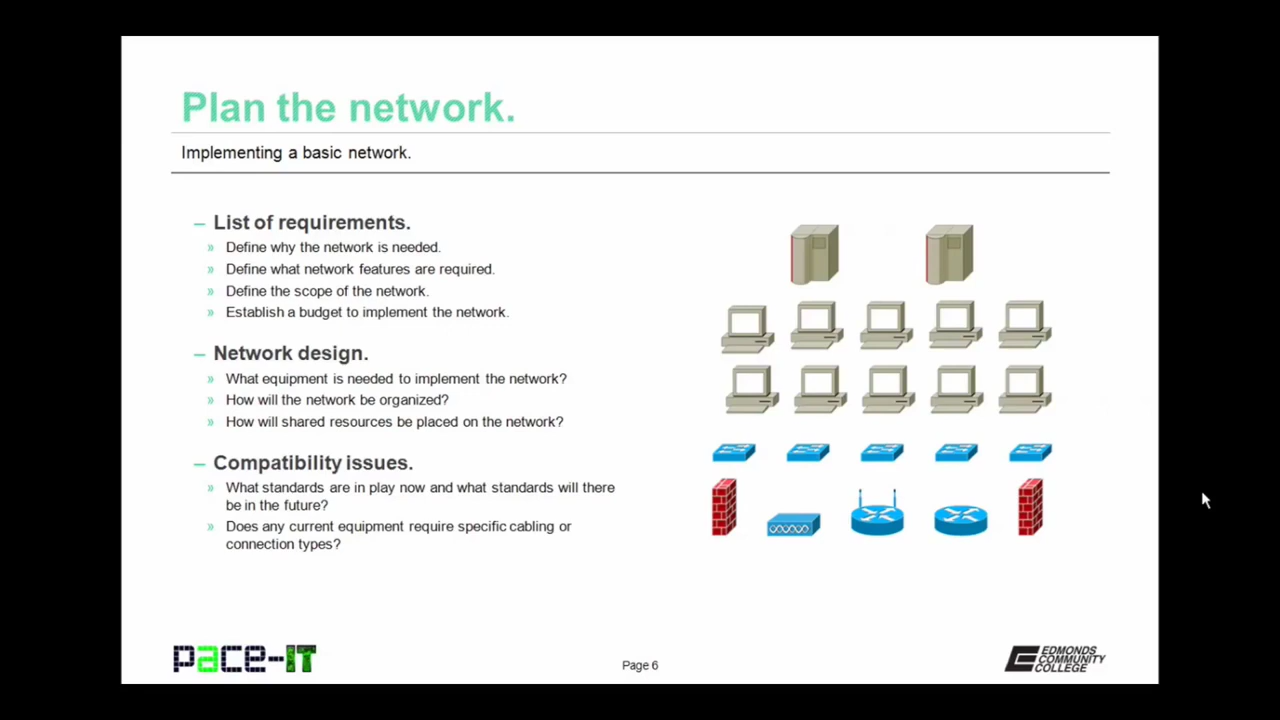 Plan the network.
Implementing a basic network.
– List of requirements.
» Define why the network is needed.
» Define what network features are required.
» Define the scope of the network.
» Establish a budget to implement the network.
– Network design.
» What equipment is needed to implement the network?
» How will the network be organized?
» How will shared resources be placed on the network?
– Compatibility issues.
» What standards are in play now and what standards will there
be in the future?
» Does any current equipment require specific cabling or
connection types?
pace-IT
Page 6
EDMONDS
COMMUNITY
COLLEGE